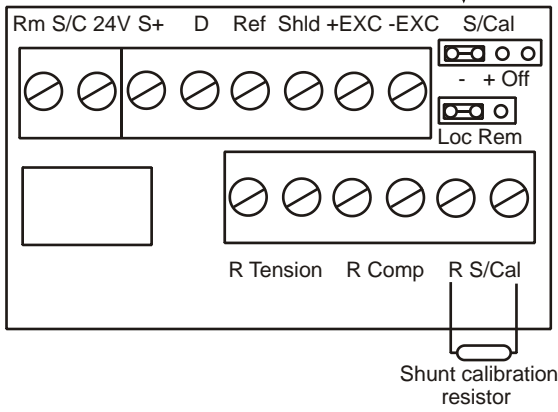 Rm S/C 24V S+ D Ref Shld +EXC -EXC S/Cal
- + Off
Loc Rem
R Tension R Comp R S/Cal
Shunt calibration
resistor